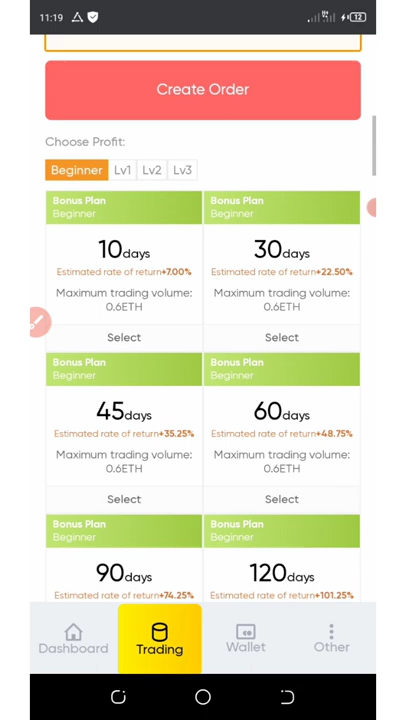 11:19
12
Create Order
Choose Profit:
Beginner Lv1 Lv2 Lv3
Bonus Plan
Beginner
10days
Estimated rate of return+7.00%
Maximum trading volume:
0.6ETH
Select
Bonus Plan
Beginner
30days
Estimated rate of return+22.50%
Maximum trading volume:
0.6ETH
Select
Bonus Plan
Beginner
45days
Estimated rate of return+35.25%
Maximum trading volume:
0.6ETH
Select
Bonus Plan
Beginner
60days
Estimated rate of return+48.75%
Maximum trading volume:
0.6ETH
Select
Bonus Plan
Beginner
90days
Estimated rate of return+74.25%
Bonus Plan
Beginner
120days
Estimated rate of return+101.25%
Dashboard
Trading
Wallet
Other